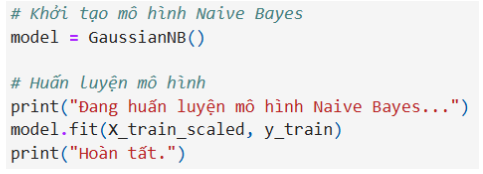 # Khởi tạo mô hình Naive Bayes
model = GaussianNB()
# Huấn luyện mô hình
print("Đang huấn luyện mô hình Naive Bayes...")
model.fit(X_train_scaled, y_train)
print("Hoàn tất.")